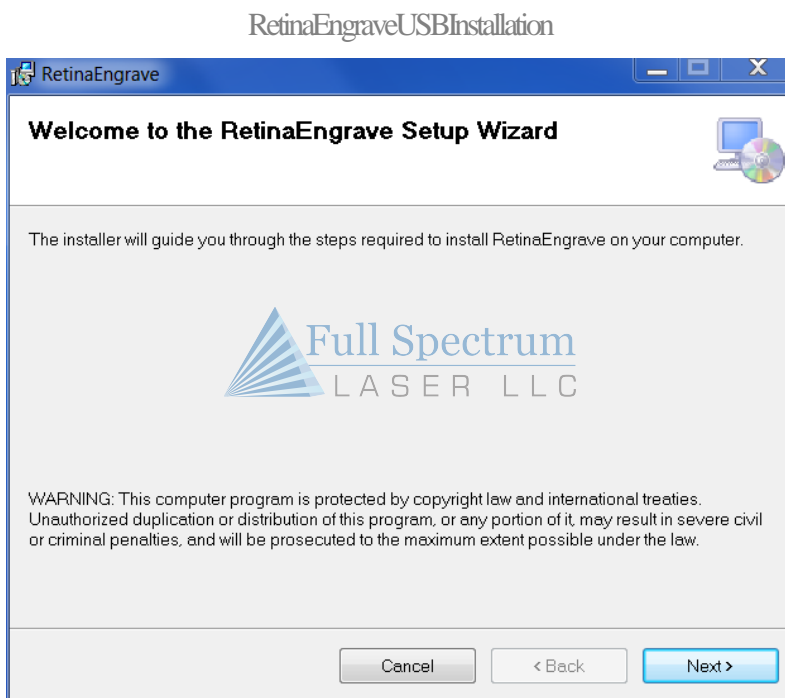 RetinaEngraveUSBInstallation
RetinaEngrave
Welcome to the RetinaEngrave Setup Wizard
The installer will guide you through the steps required to install RetinaEngrave on your computer.
Full Spectrum
LASER LLC
WARNING: This computer program is protected by copyright law and international treaties.
Unauthorized duplication or distribution of this program, or any portion of it, may result in severe civil
or criminal penalties, and will be prosecuted to the maximum extent possible under the law.
Cancel < Back Next >